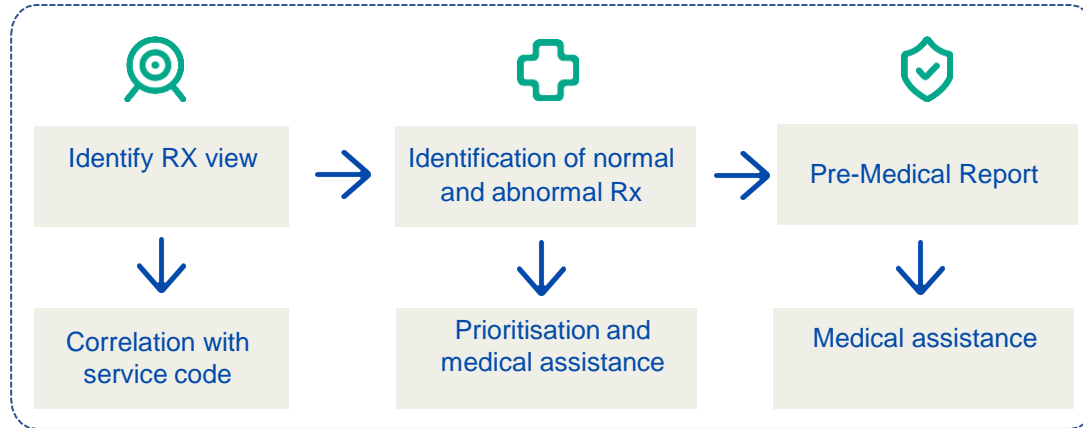 Identify RX view
Identification of normal
and abnormal Rx
Pre-Medical Report
Correlation with
service code
Prioritisation and
medical assistance
Medical assistance